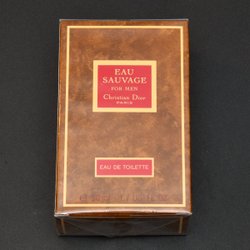 EAU
SAUVAGE
FOR MEN
Christian Dior
PARIS
EAU DE TOILETTE